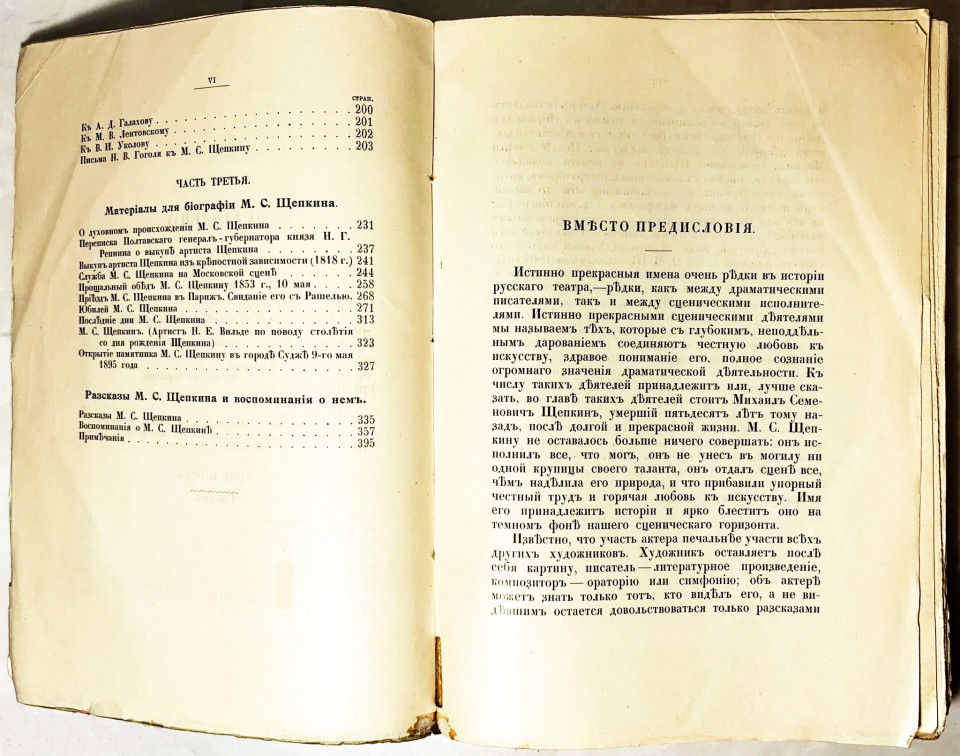 VI
СТРАН.
Къ А. Д. Галахову . . . . . . . . . . 200
Къ М. В. Лентовскому . . . . . . . . . . 201
Къ В. И. Уколову . . . . . . . . . . 202
Письма Н. В. Гоголя къ М. С. Щепкину . . . . . . . . . . 203
ЧАСТЬ ТРЕТЬЯ.
Матеріалы для біографіи М. С. Щепкина.
О духовномъ происхожденіи М. С. Щепкина . . . . . . 231
Переписка Полтавскаго генералъ-губернатора князя Н. Г.
Репнина о выкупѣ артиста Щепкина . . . . . . 237
Выкупъ артиста Щепкина изъ крѣпостной зависимости (1818 г.) 241
Служба М. С. Щепкина на Московской сценѣ . . . . . 244
Прощальный обѣдъ М. С. Щепкину 1853 г., 10 мая . . . . 258
Пріѣздъ М. С. Щепкина въ Парижъ. Свиданіе его съ Рашелью. 268
Юбилей М. С. Щепкина . . . . . . . . . . 271
Послѣдніе дни М. С. Щепкина . . . . . . . . . . 313
М. С. Щепкинъ. (Артистъ Н. Е. Вильде по поводу столѣтія
со дня рожденія Щепкина) . . . . . . . . . . 323
Открытіе памятника М. С. Щепкину въ городѣ Суджѣ 9-го мая
1895 года . . . . . . . . . . 327
Разсказы М. С. Щепкина и воспоминанія о немъ.
Разсказы М. С. Щепкина . . . . . . . . . . 335
Воспоминанія о М. С. Щепкинѣ . . . . . . . . . . 357
Примѣчанія . . . . . . . . . . 395
ВМѢСТО ПРЕДИСЛОВІЯ.
Истинно прекрасныя имена очень рѣдки въ исторіи
русскаго театра,—рѣдки, какъ между драматическими
писателями, такъ и между сценическими исполните-
лями. Истинно прекрасными сценическими дѣятелями
мы называемъ тѣхъ, которые съ глубокимъ, неподдѣль-
нымъ дарованіемъ соединяютъ честную любовь къ
искусству, здравое пониманіе его, полное сознаніе
огромнаго значенія драматической дѣятельности. Къ
числу такихъ дѣятелей принадлежитъ или, лучше ска-
зать, во главѣ такихъ дѣятелей стоитъ Михаилъ Семе-
новичъ Щепкинъ, умершій пятьдесятъ лѣтъ тому на-
задъ, послѣ долгой и прекрасной жизни. М. С. Щеп-
кину не оставалось больше ничего совершать: онъ ис-
полнилъ все, что могъ, онъ не унесъ въ могилу ни
одной крупицы своего таланта, онъ отдалъ сценѣ все,
чѣмъ надѣлила его природа, и что прибавили упорный
честный трудъ и горячая любовь къ искусству. Имя
его принадлежитъ исторіи и ярко блеститъ оно на
темномъ фонѣ нашего сценическаго горизонта.
Извѣстно, что участь актера печальнѣе участи всѣхъ
другихъ художниковъ. Художникъ оставляетъ послѣ
себя картину, писатель—литературное произведеніе,
композиторъ—ораторію или симфонію; объ актерѣ
можетъ знать только тотъ, кто видѣлъ его, а не ви-
дѣвшимъ остается довольствоваться только разсказами